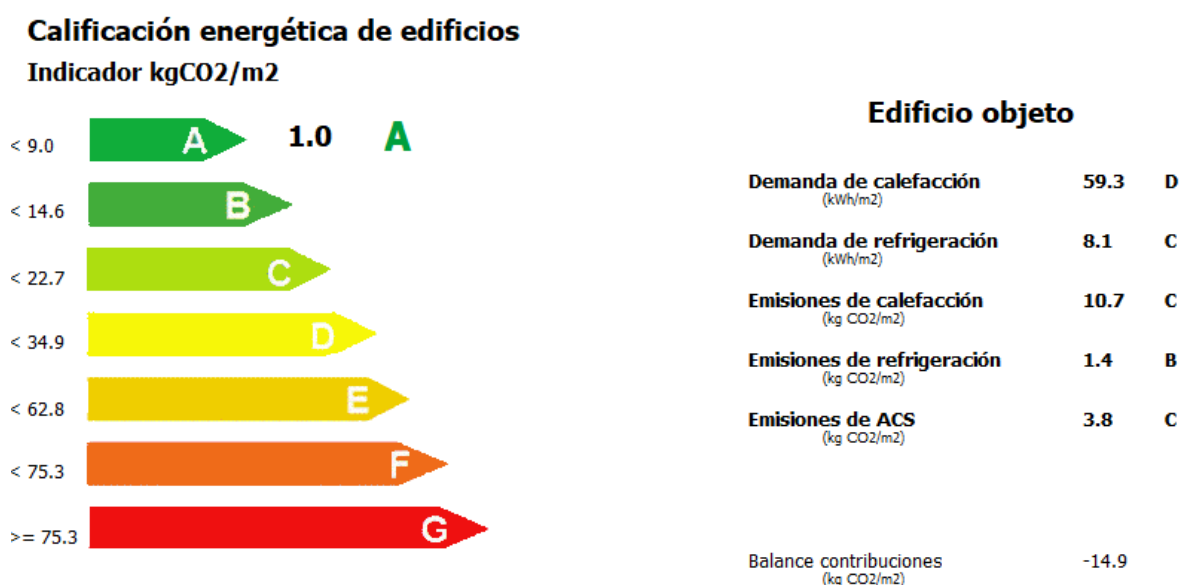 Calificación energética de edificios
Indicador kgCO2/m2
< 9.0 A 1.0 A
< 14.6 B
< 22.7 C
< 34.9 D
< 62.8 E
< 75.3 F
>= 75.3 G
Edificio objeto
Demanda de calefacción 59.3 D
(kWh/m2)
Demanda de refrigeración 8.1 C
(kWh/m2)
Emisiones de calefacción 10.7 C
(kg CO2/m2)
Emisiones de refrigeración 1.4 B
(kg CO2/m2)
Emisiones de ACS 3.8 C
(kg CO2/m2)
Balance contribuciones -14.9
(kg CO2/m2)